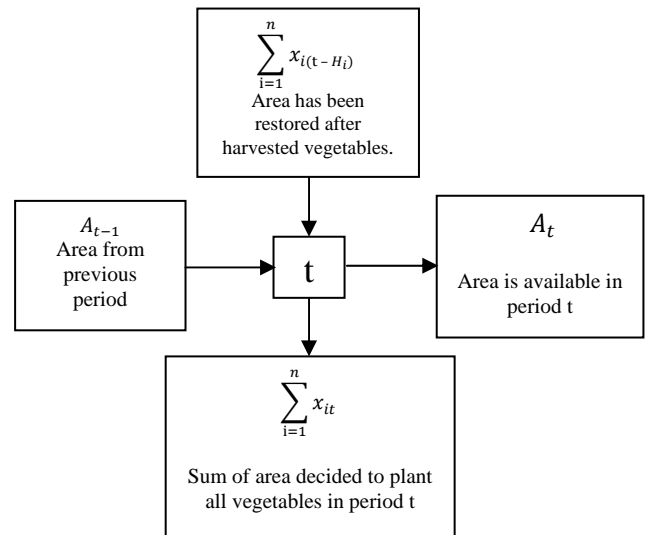 n
∑ x_{i(t – H_i)}
i=1
Area has been
restored after
harvested vegetables.
A_{t−1}
Area from
previous
period
t
A_t
Area is available in
period t
n
∑ x_{it}
i=1
Sum of area decided to plant
all vegetables in period t